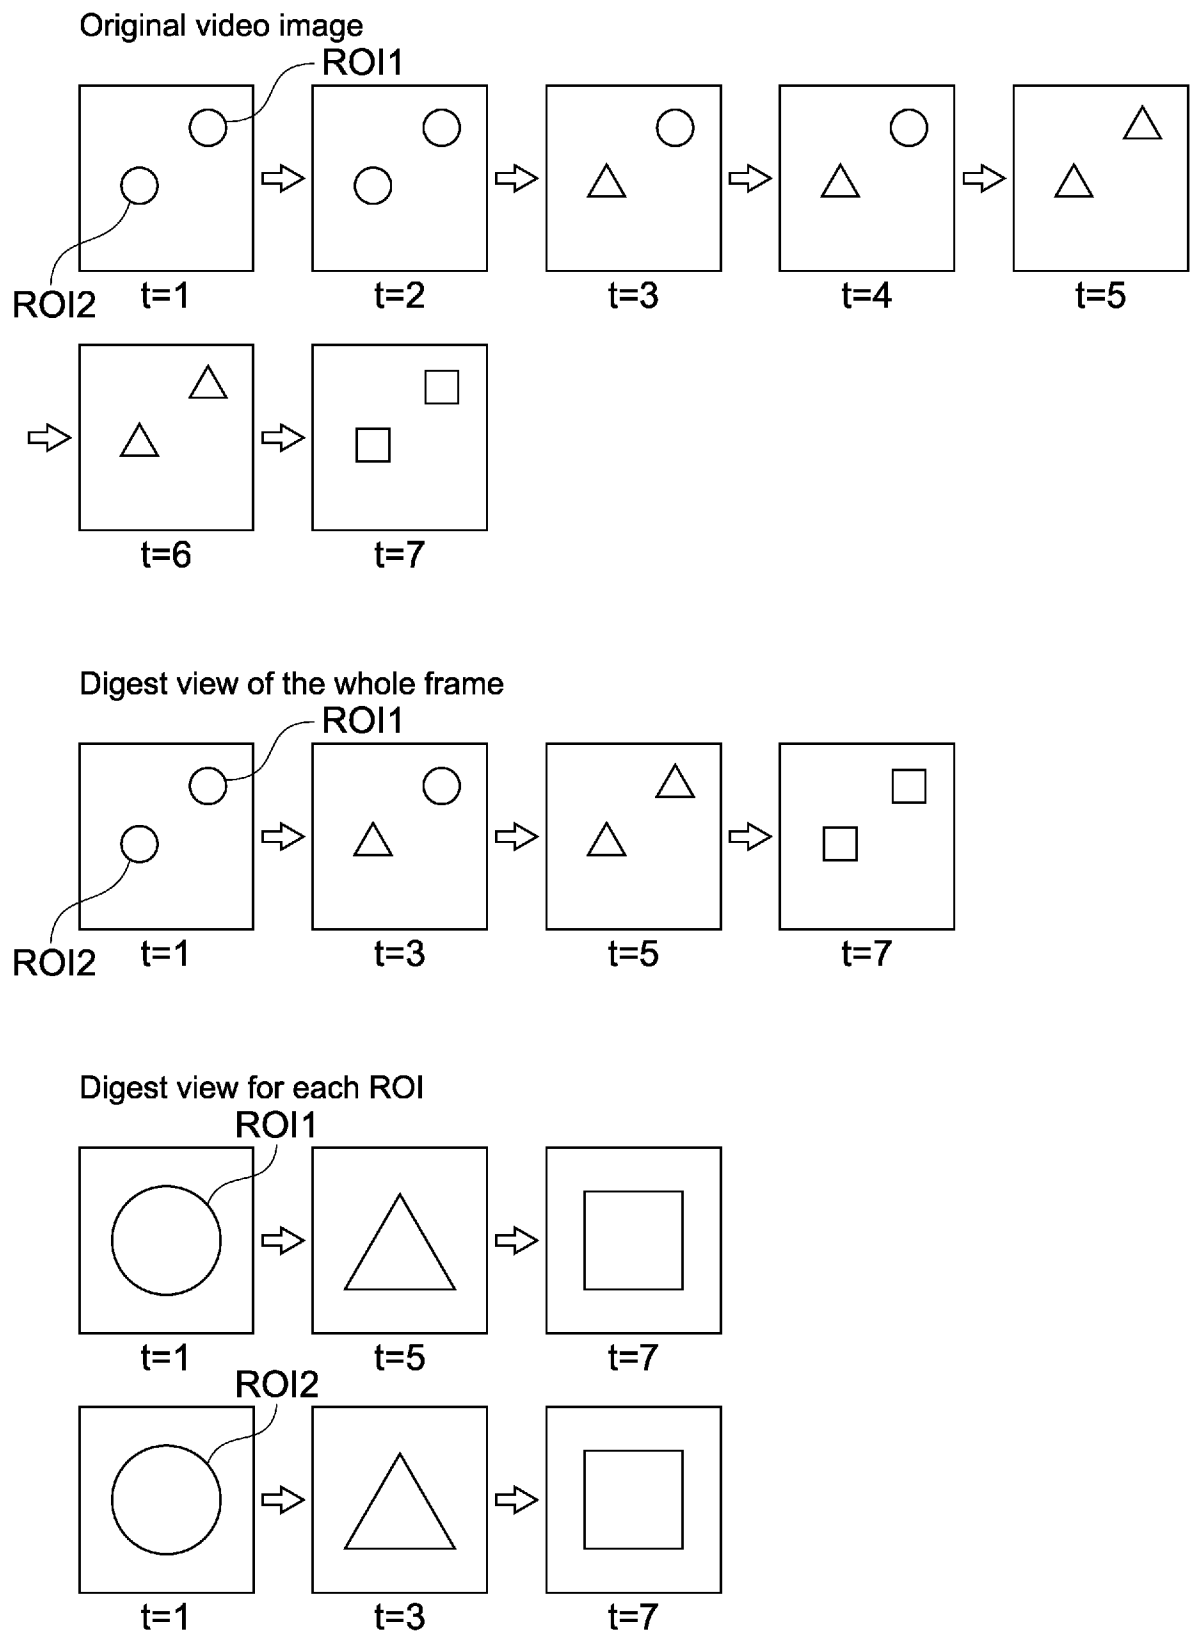 Original video image
ROI1
ROI2
t=1
t=2
t=3
t=4
t=5
t=6
t=7
Digest view of the whole frame
ROI1
ROI2
t=1
t=3
t=5
t=7
Digest view for each ROI
ROI1
t=1
t=5
t=7
ROI2
t=1
t=3
t=7